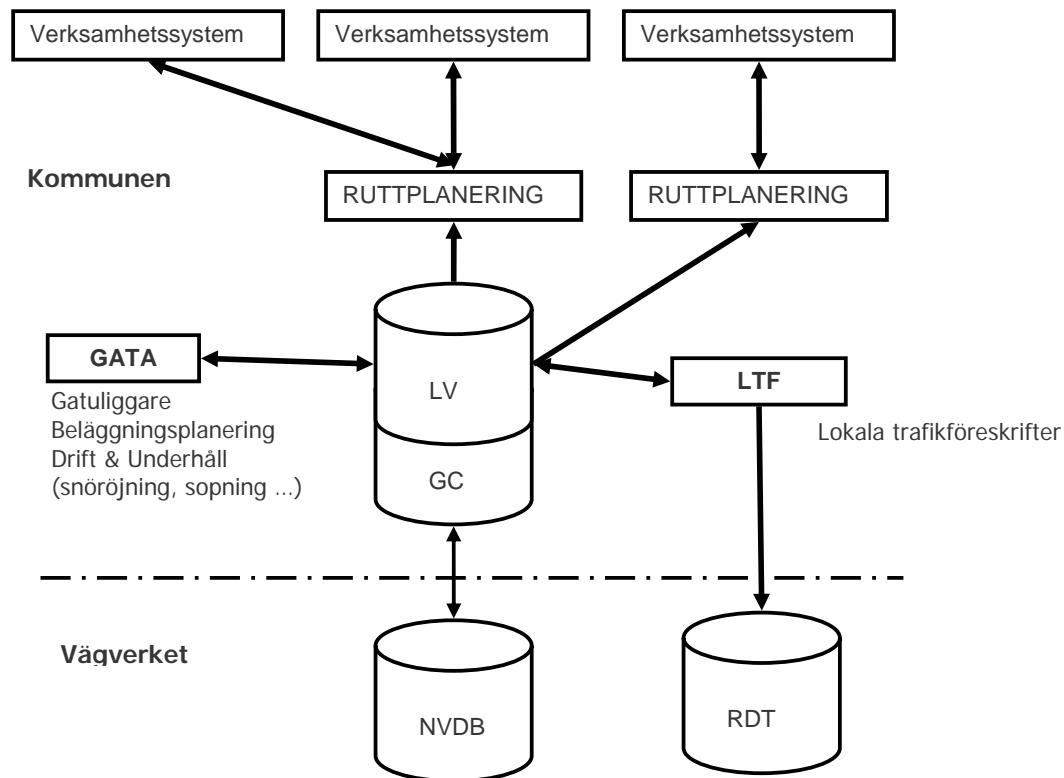 Verksamhetssystem
Verksamhetssystem
Verksamhetssystem
Kommunen
RUTTPLANERING
RUTTPLANERING
GATA
Gatuliggare
Beläggningsplanering
Drift & Underhåll
(snöröjning, sopning ...)
LV
GC
LTF
Lokala trafikföreskrifter
Vägverket
NVDB
RDT